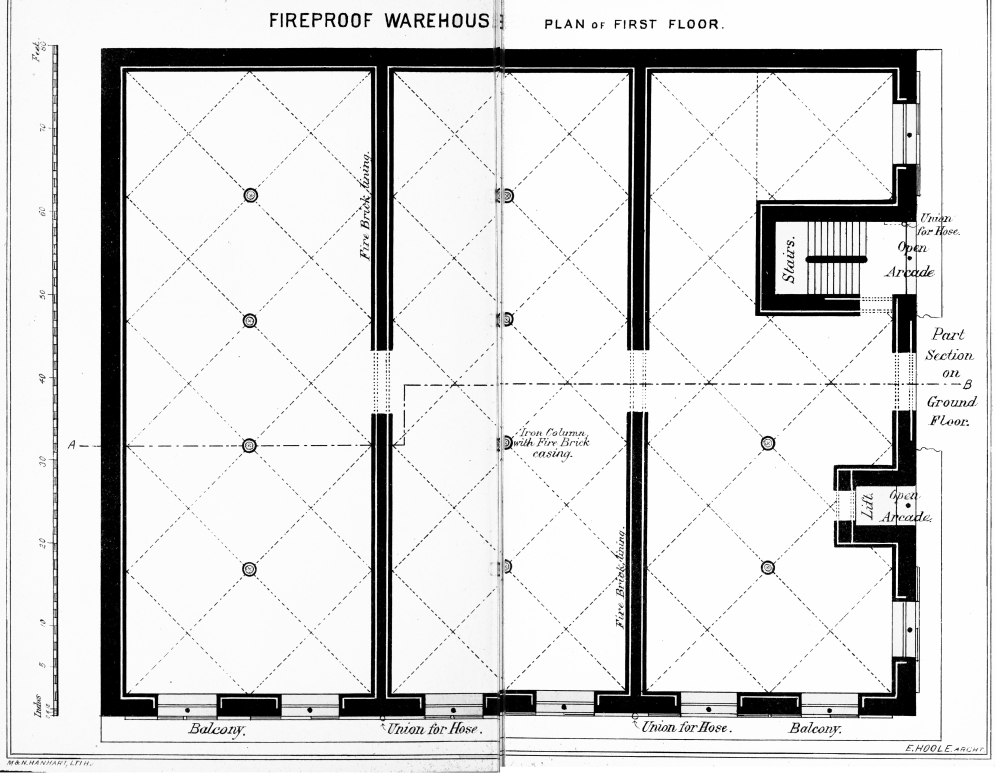 FIREPROOF WAREHOUSE
PLAN OF FIRST FLOOR.
Feet. 80
70
60
50
40
30
20
10
5
Inches
Fire Brick lining.
Stairs.
Union
for Hose.
Open
Arcade
Part
Section
on
Ground
Floor.
A
B
Iron Column
with Fire Brick
casing.
Fire Brick lining.
Lift.
Open
Arcade.
Balcony.
Union for Hose.
Union for Hose.
Balcony.
M&N.HANHART, LITH.
E.HOOLE. ARCHT